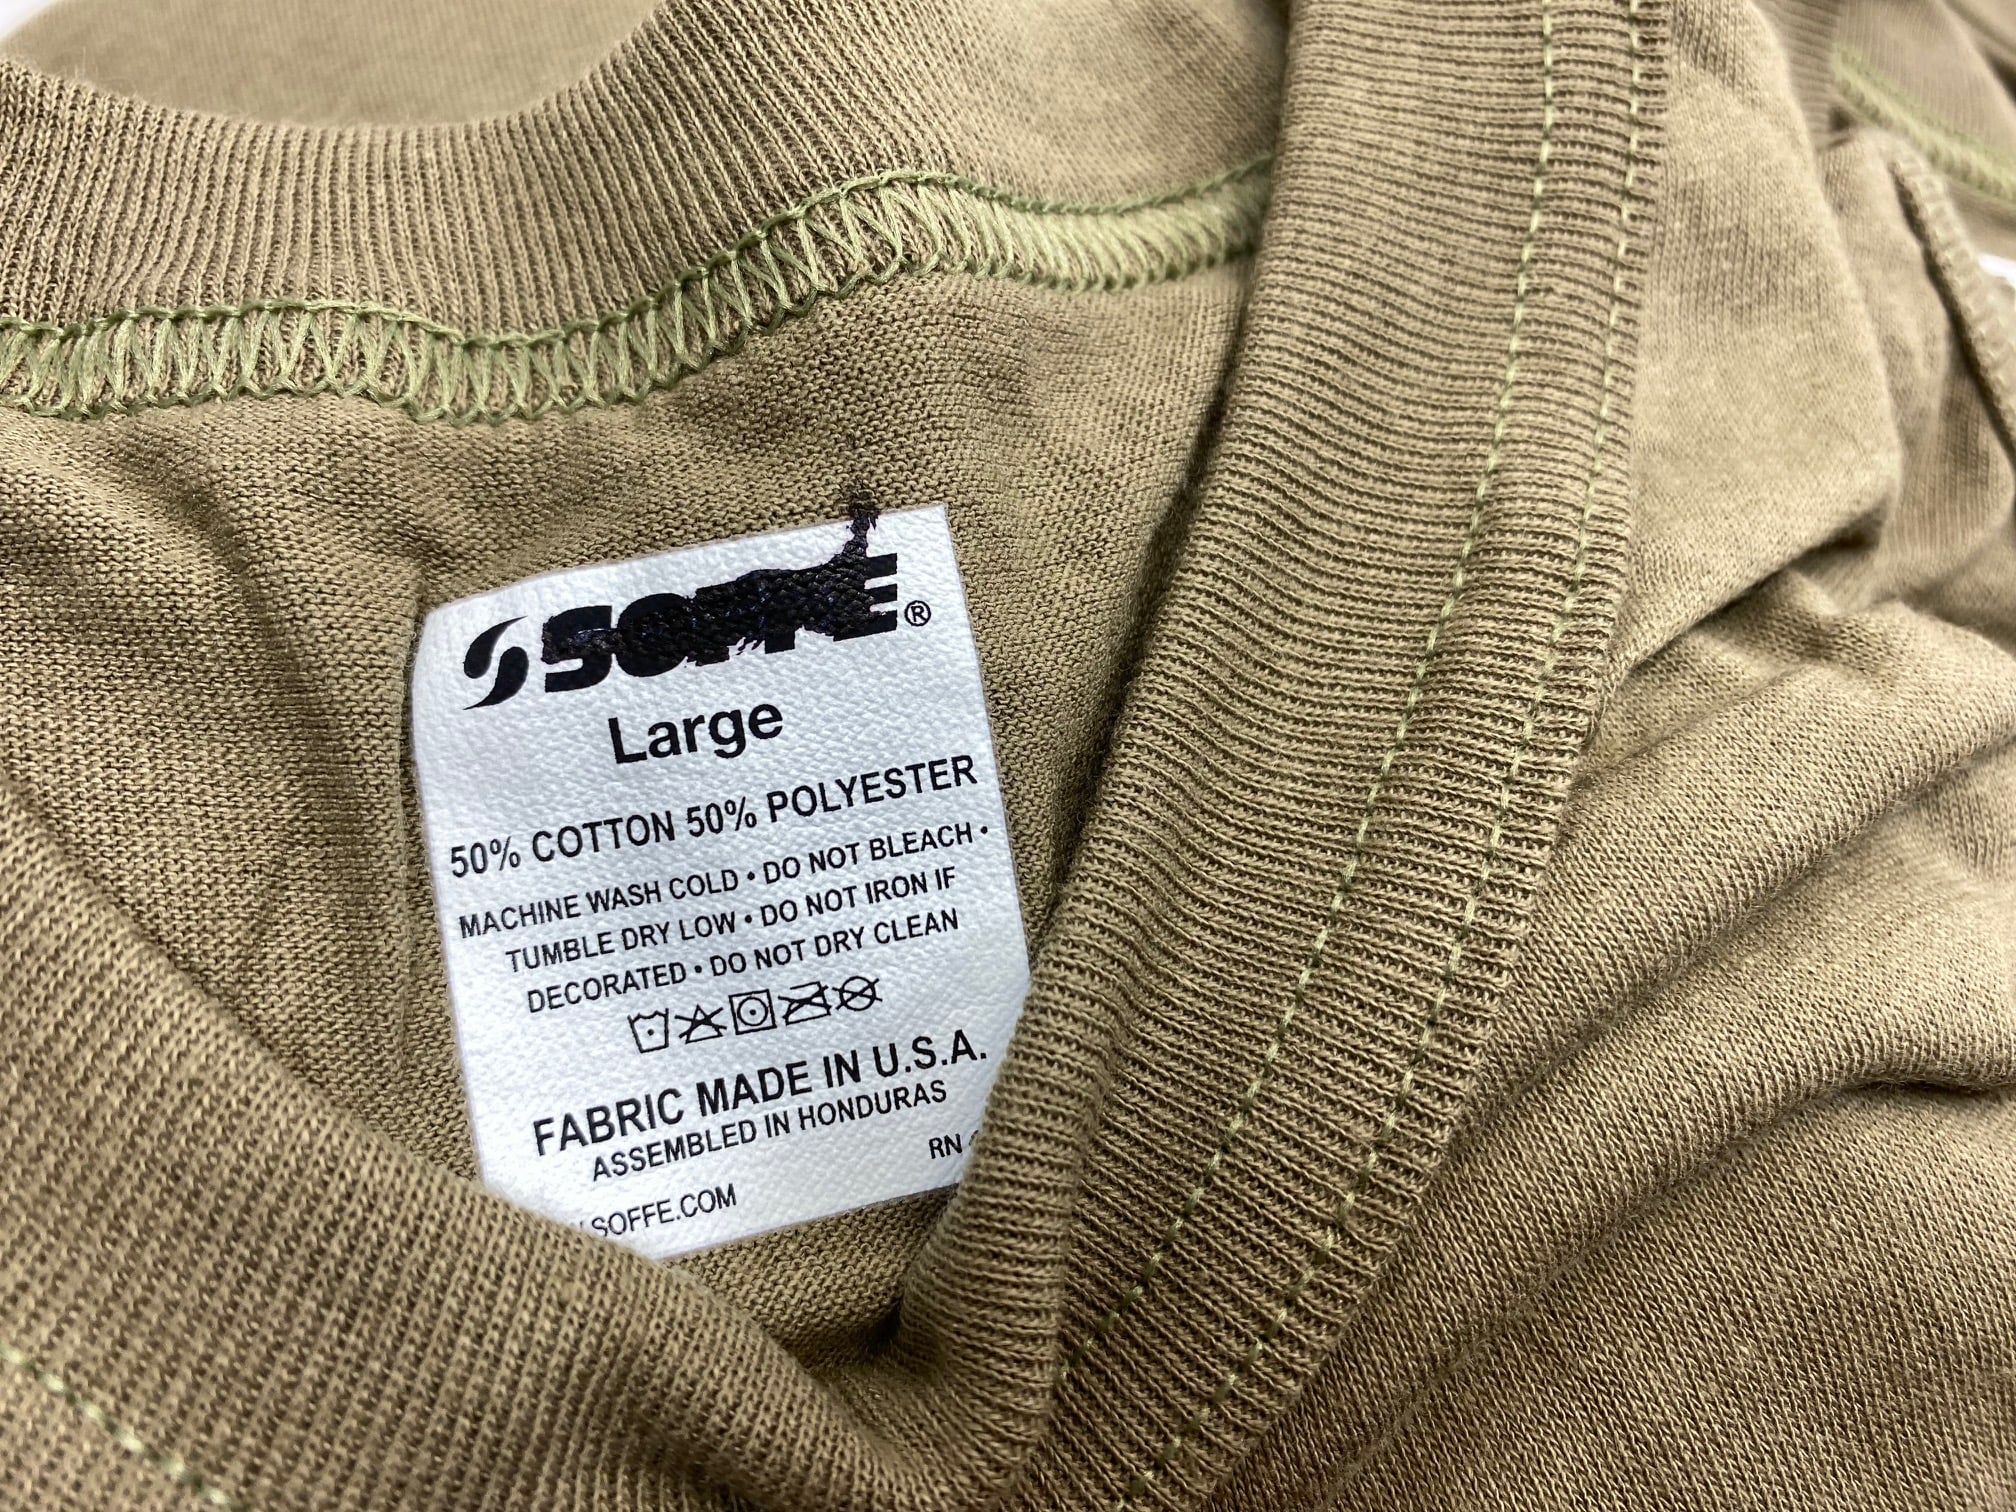 SOFFE®
Large
50% COTTON 50% POLYESTER
MACHINE WASH COLD • DO NOT BLEACH •
TUMBLE DRY LOW • DO NOT IRON IF
DECORATED • DO NOT DRY CLEAN
FABRIC MADE IN U.S.A.
ASSEMBLED IN HONDURAS
RN
SOFFE.COM